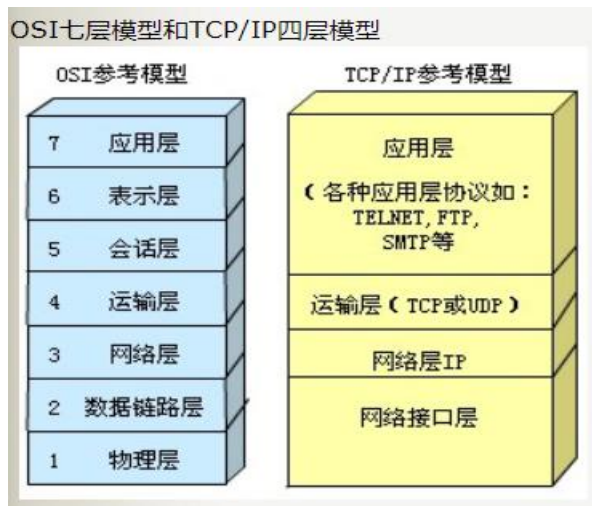 OSI七层模型和TCP/IP四层模型
OSI参考模型
7 应用层
6 表示层
5 会话层
4 运输层
3 网络层
2 数据链路层
1 物理层
TCP/IP参考模型
应用层
(各种应用层协议如：
TELNET, FTP,
SMTP等
运输层(TCP或UDP)
网络层IP
网络接口层